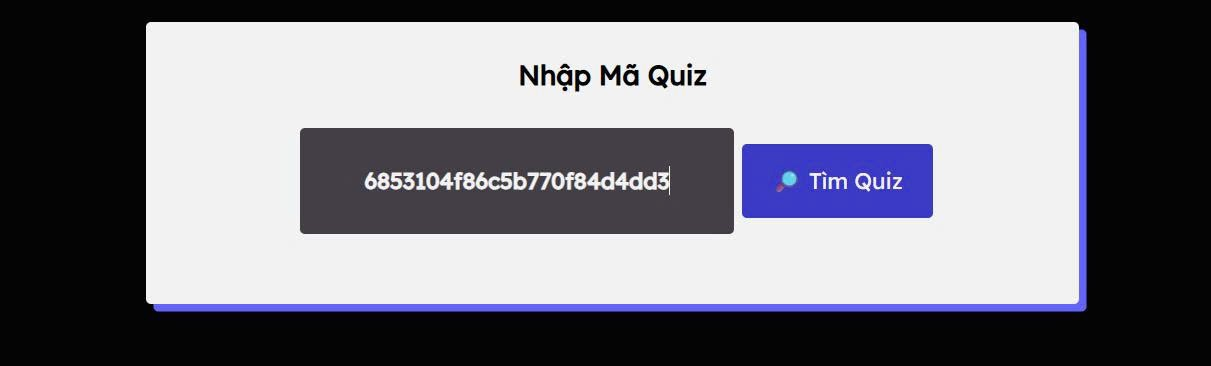 Nhập Mã Quiz
6853104f86c5b770f84d4dd3
🔎 Tìm Quiz